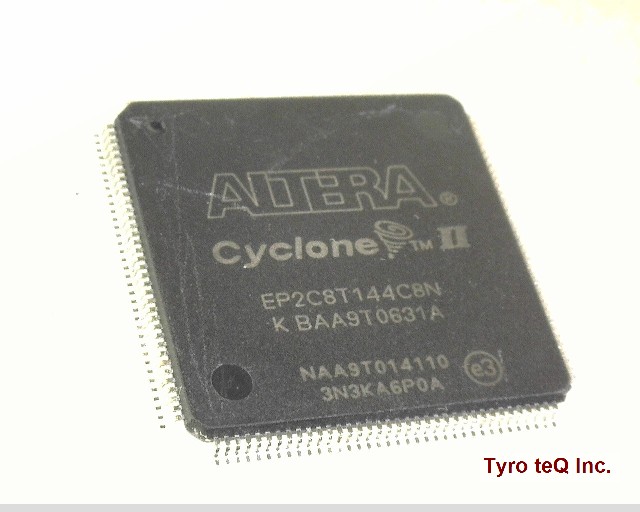 ALTERA®
Cyclone™ II
EP2C8T144C8N
K BAA9T0631A
NAA9T014110 e3
3N3KA6P0A
Tyro teQ Inc.